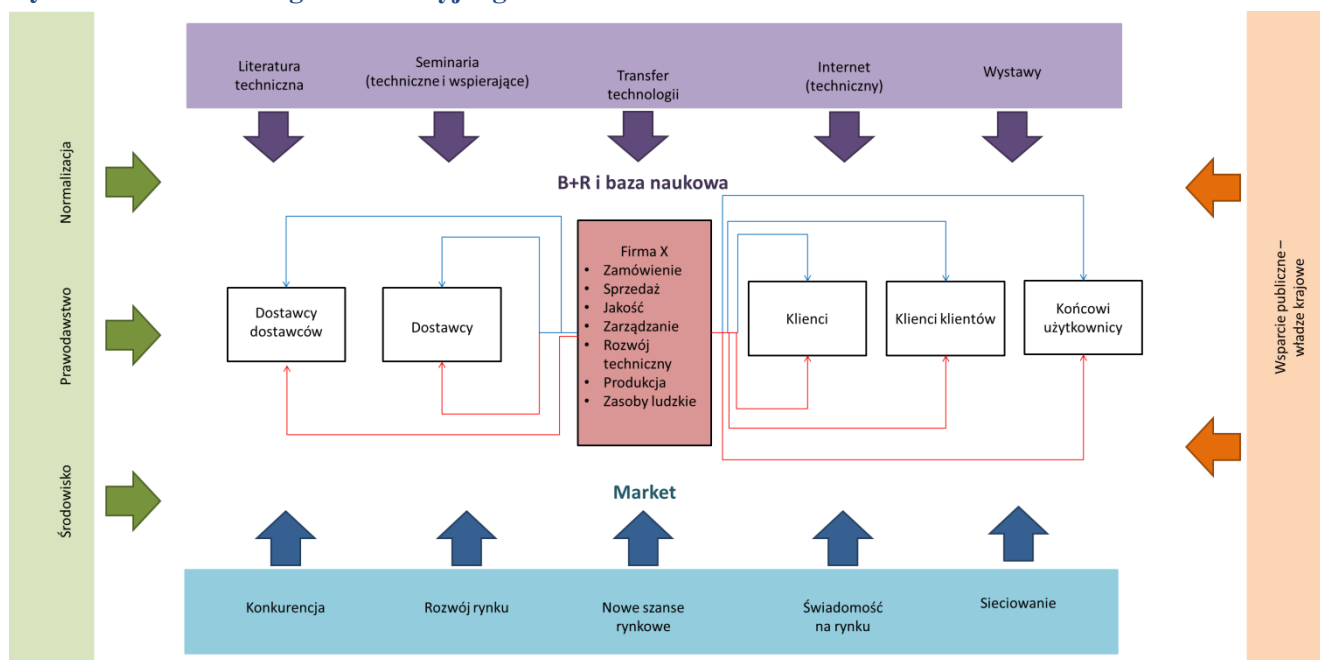 Literatura
techniczna
Seminaria
(techniczne i wspierające)
Transfer
technologii
Internet
(techniczny)
Wystawy
Normalizacja
Prawodawstwo
Środowisko
B+R i baza naukowa
Dostawcy
dostawców
Dostawcy
Firma X
• Zamówienie
• Sprzedaż
• Jakość
• Zarządzanie
• Rozwój
techniczny
• Produkcja
• Zasoby ludzkie
Klienci
Klienci klientów
Końcowi
użytkownicy
Wsparcie publiczne –
władze krajowe
Market
Konkurencja
Rozwój rynku
Nowe szanse
rynkowe
Świadomość
na rynku
Sieciowanie